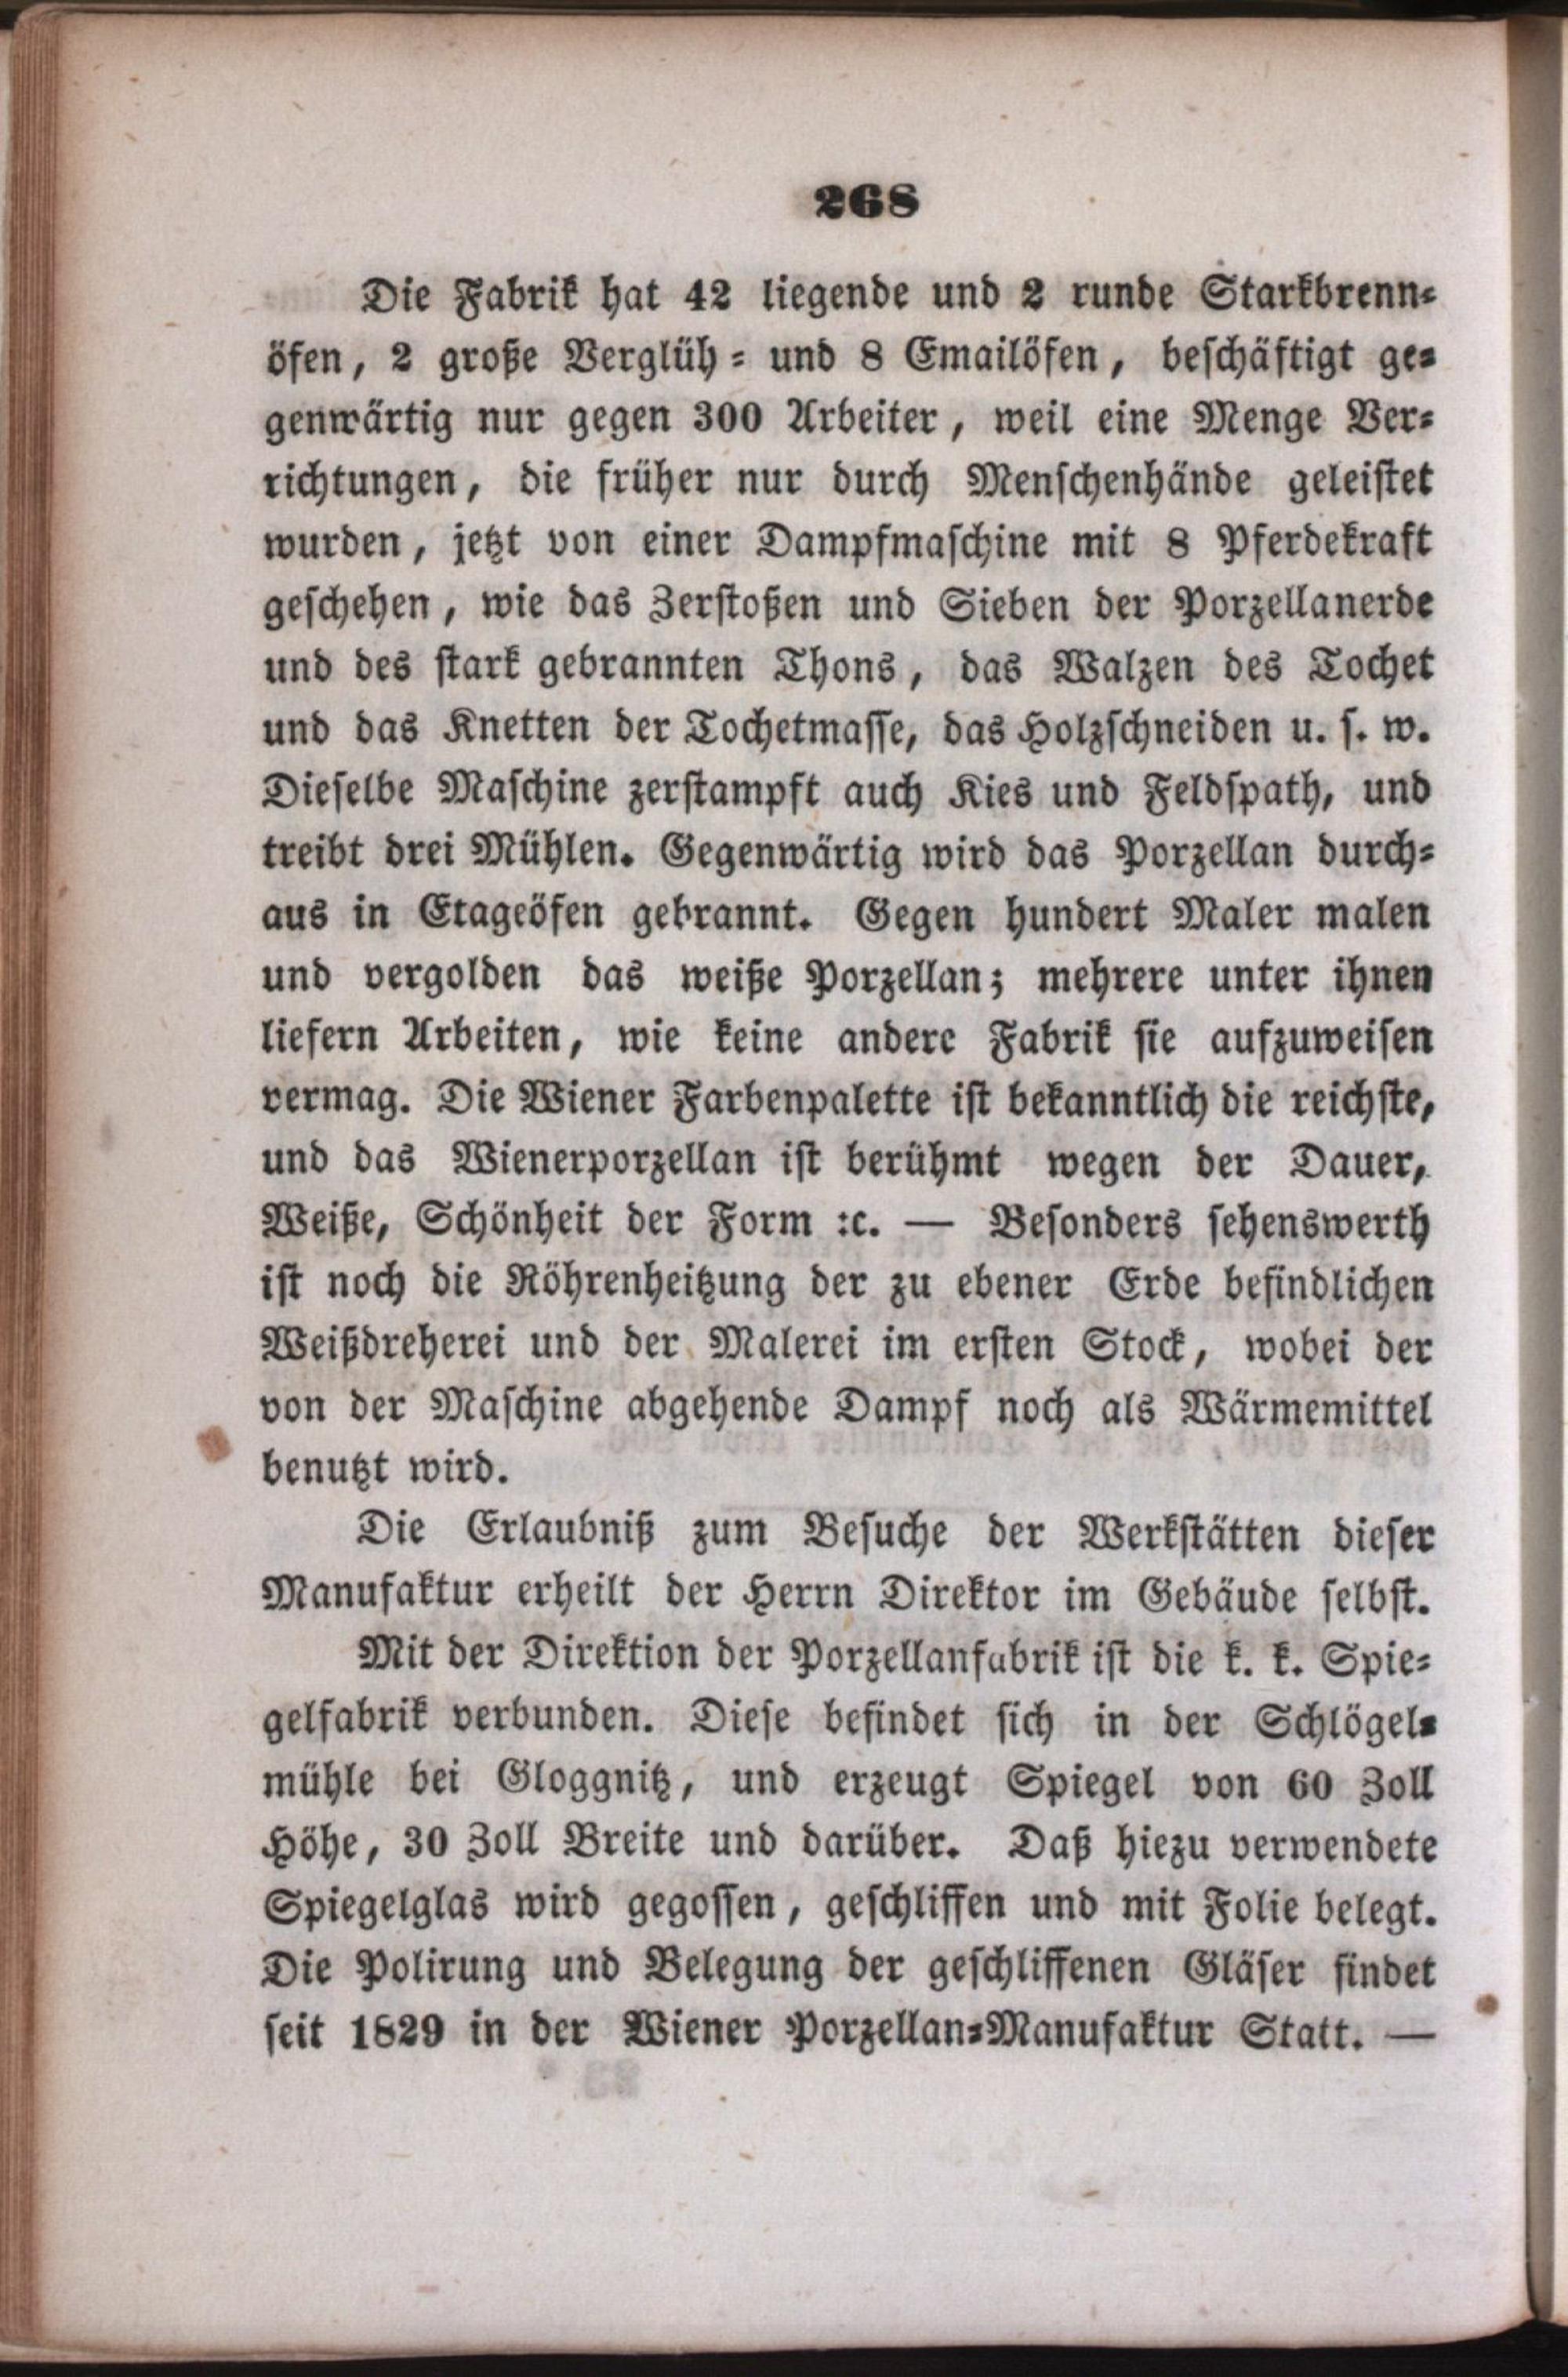 268
Die Fabrik hat 42 liegende und 2 runde Starkbrenn-
öfen, 2 große Verglüh- und 8 Emailöfen, beschäftigt ge-
genwärtig nur gegen 300 Arbeiter, weil eine Menge Ver-
richtungen, die früher nur durch Menschenhände geleistet
wurden, jetzt von einer Dampfmaschine mit 8 Pferdekraft
geschehen, wie das Zerstoßen und Sieben der Porzellanerde
und des stark gebrannten Thons, das Walzen des Tochet
und das Knetten der Tochetmasse, das Holzschneiden u. s. w.
Dieselbe Maschine zerstampft auch Kies und Feldspath, und
treibt drei Mühlen. Gegenwärtig wird das Porzellan durch-
aus in Etageöfen gebrannt. Gegen hundert Maler malen
und vergolden das weiße Porzellan; mehrere unter ihnen
liefern Arbeiten, wie keine andere Fabrik sie aufzuweisen
vermag. Die Wiener Farbenpalette ist bekanntlich die reichste,
und das Wienerporzellan ist berühmt wegen der Dauer,
Weiße, Schönheit der Form ꝛc. — Besonders sehenswerth
ist noch die Röhrenheitzung der zu ebener Erde befindlichen
Weißdreherei und der Malerei im ersten Stock, wobei der
von der Maschine abgehende Dampf noch als Wärmemittel
benutzt wird.
Die Erlaubniß zum Besuche der Werkstätten dieser
Manufaktur erheilt der Herrn Direktor im Gebäude selbst.
Mit der Direktion der Porzellanfabrik ist die k. k. Spie-
gelfabrik verbunden. Diese befindet sich in der Schlögel-
mühle bei Gloggnitz, und erzeugt Spiegel von 60 Zoll
Höhe, 30 Zoll Breite und darüber. Daß hiezu verwendete
Spiegelglas wird gegossen, geschliffen und mit Folie belegt.
Die Polirung und Belegung der geschliffenen Gläser findet
seit 1829 in der Wiener Porzellan-Manufaktur Statt. —